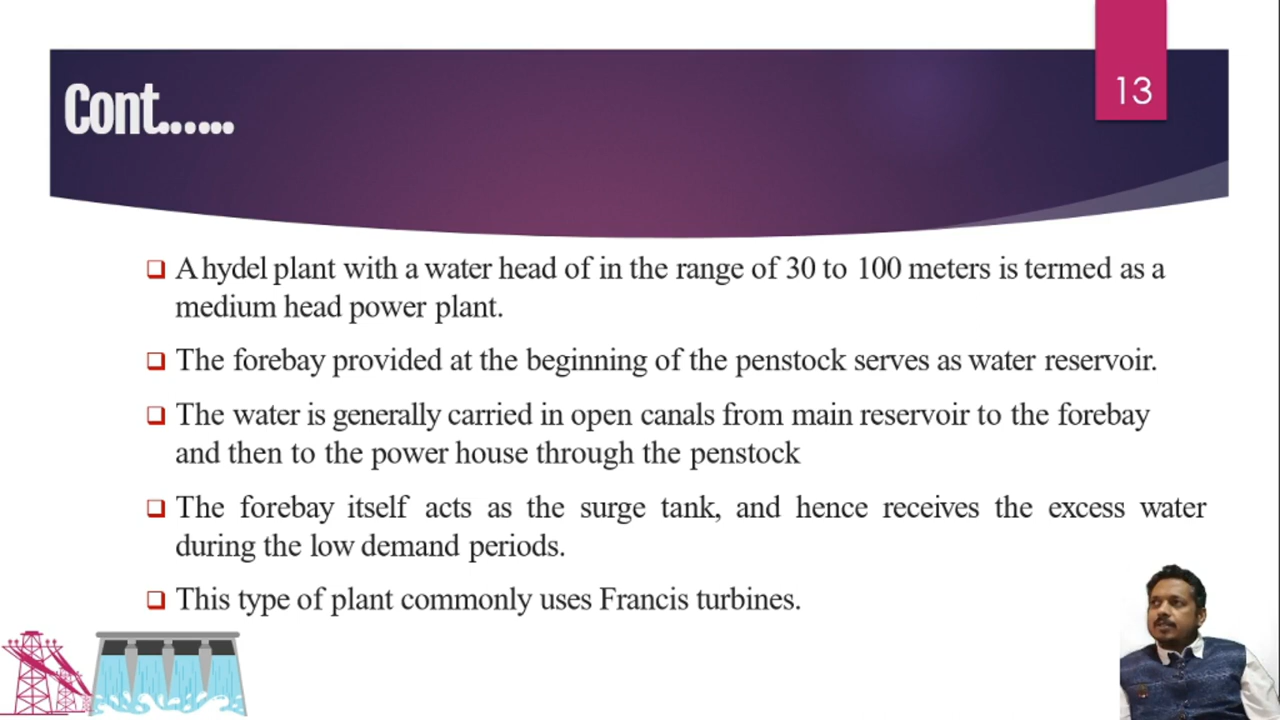 13
Cont......
A hydel plant with a water head of in the range of 30 to 100 meters is termed as a
medium head power plant.
The forebay provided at the beginning of the penstock serves as water reservoir.
The water is generally carried in open canals from main reservoir to the forebay
and then to the power house through the penstock
The forebay itself acts as the surge tank, and hence receives the excess water
during the low demand periods.
This type of plant commonly uses Francis turbines.